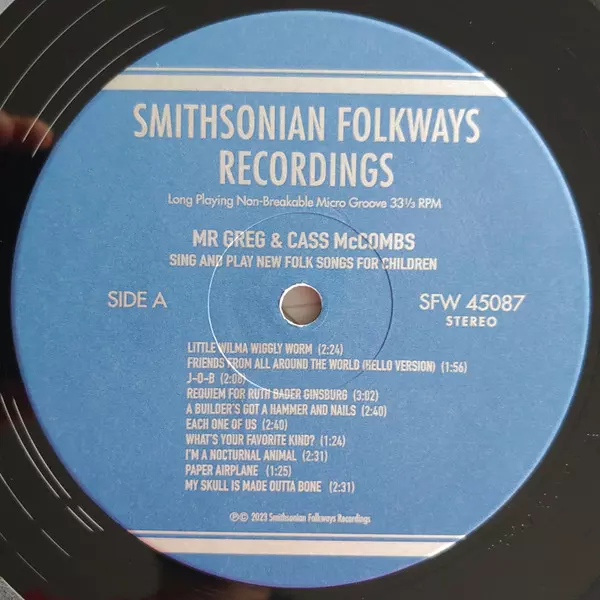 SMITHSONIAN FOLKWAYS
RECORDINGS
Long Playing Non-Breakable Micro Groove 33⅓ RPM
MR GREG & CASS McCOMBS
SING AND PLAY NEW FOLK SONGS FOR CHILDREN
SIDE A
SFW 45087
STEREO
LITTLE WILMA WIGGLY WORM (2:24)
FRIENDS FROM ALL AROUND THE WORLD (HELLO VERSION) (1:56)
J-O-B (2:08)
REQUIEM FOR RUTH BADER GINSBURG (3:02)
A BUILDER'S GOT A HAMMER AND NAILS (2:40)
EACH ONE OF US (2:40)
WHAT'S YOUR FAVORITE KIND? (1:24)
I'M A NOCTURNAL ANIMAL (2:31)
PAPER AIRPLANE (1:25)
MY SKULL IS MADE OUTTA BONE (2:31)
℗© 2023 Smithsonian Folkways Recordings